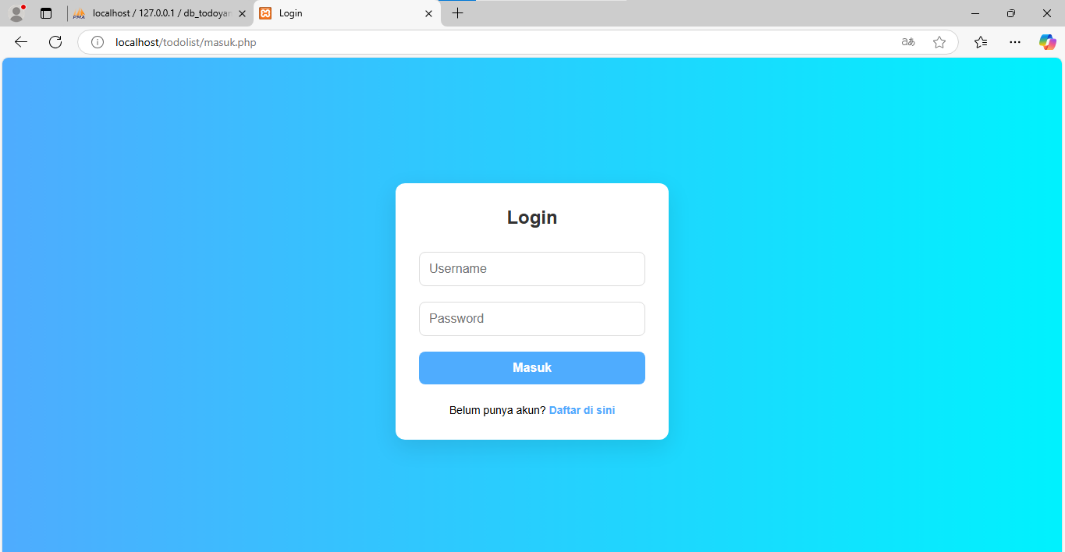 localhost / 127.0.0.1 / db_todoyan
Login
localhost/todolist/masuk.php
Login
Username
Password
Masuk
Belum punya akun? Daftar di sini